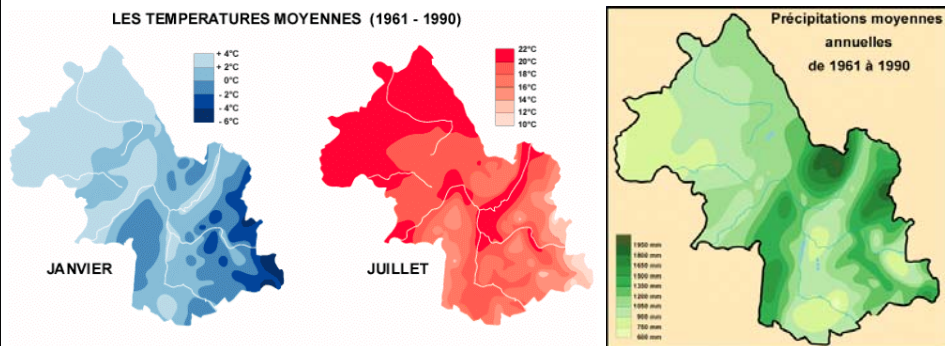 LES TEMPERATURES MOYENNES (1961 - 1990)
+ 4°C
+ 2°C
0°C
- 2°C
- 4°C
- 6°C
JANVIER
22°C
20°C
18°C
16°C
14°C
12°C
10°C
JUILLET
Précipitations moyennes
annuelles
de 1961 à 1990
1950 mm
1800 mm
1650 mm
1500 mm
1300 mm
1200 mm
1050 mm
900 mm
750 mm
600 mm